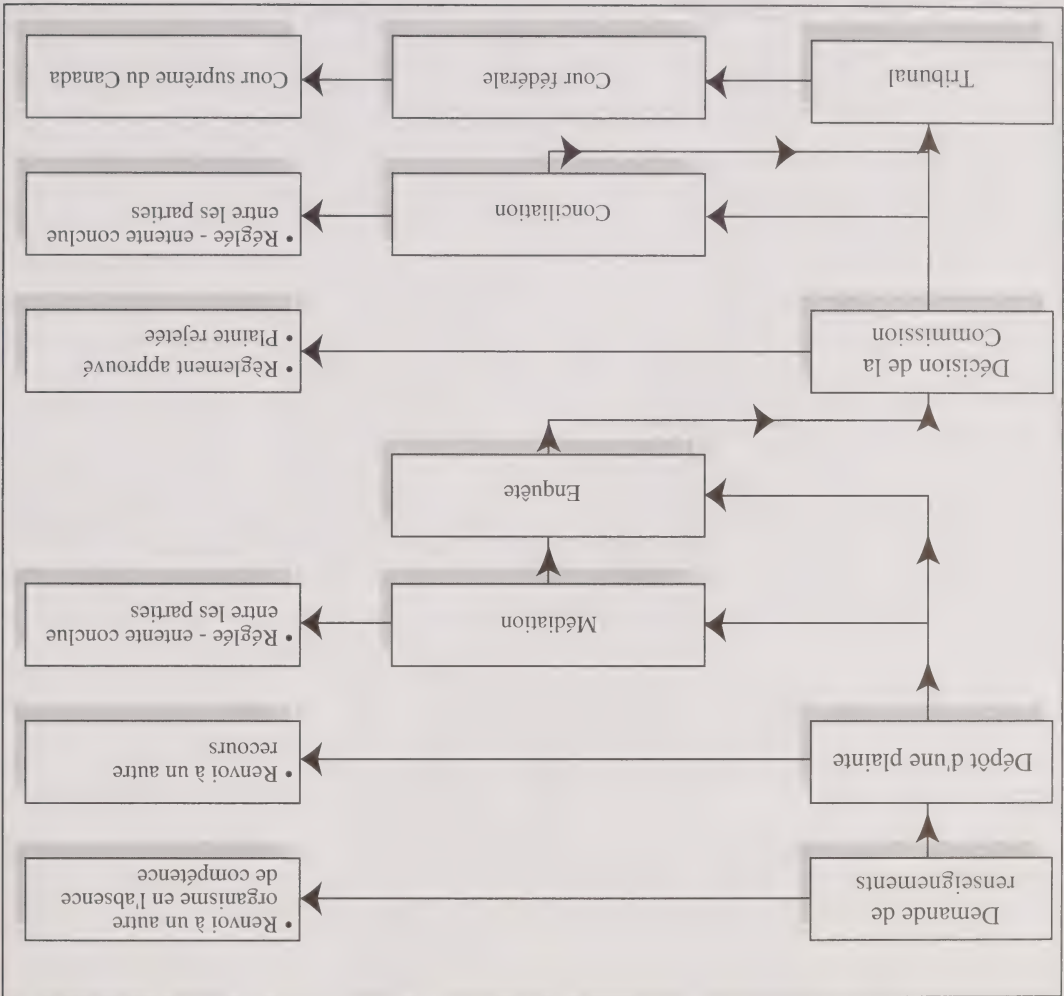 Demande de
renseignements
• Renvoi à un autre
organisme en l'absence
de compétence
Dépôt d'une plainte
• Renvoi à un autre
recours
Médiation
• Réglée - entente conclue
entre les parties
Enquête
Décision de la
Commission
• Règlement approuvé
• Plainte rejetée
Conciliation
• Réglée - entente conclue
entre les parties
Tribunal
Cour fédérale
Cour suprême du Canada